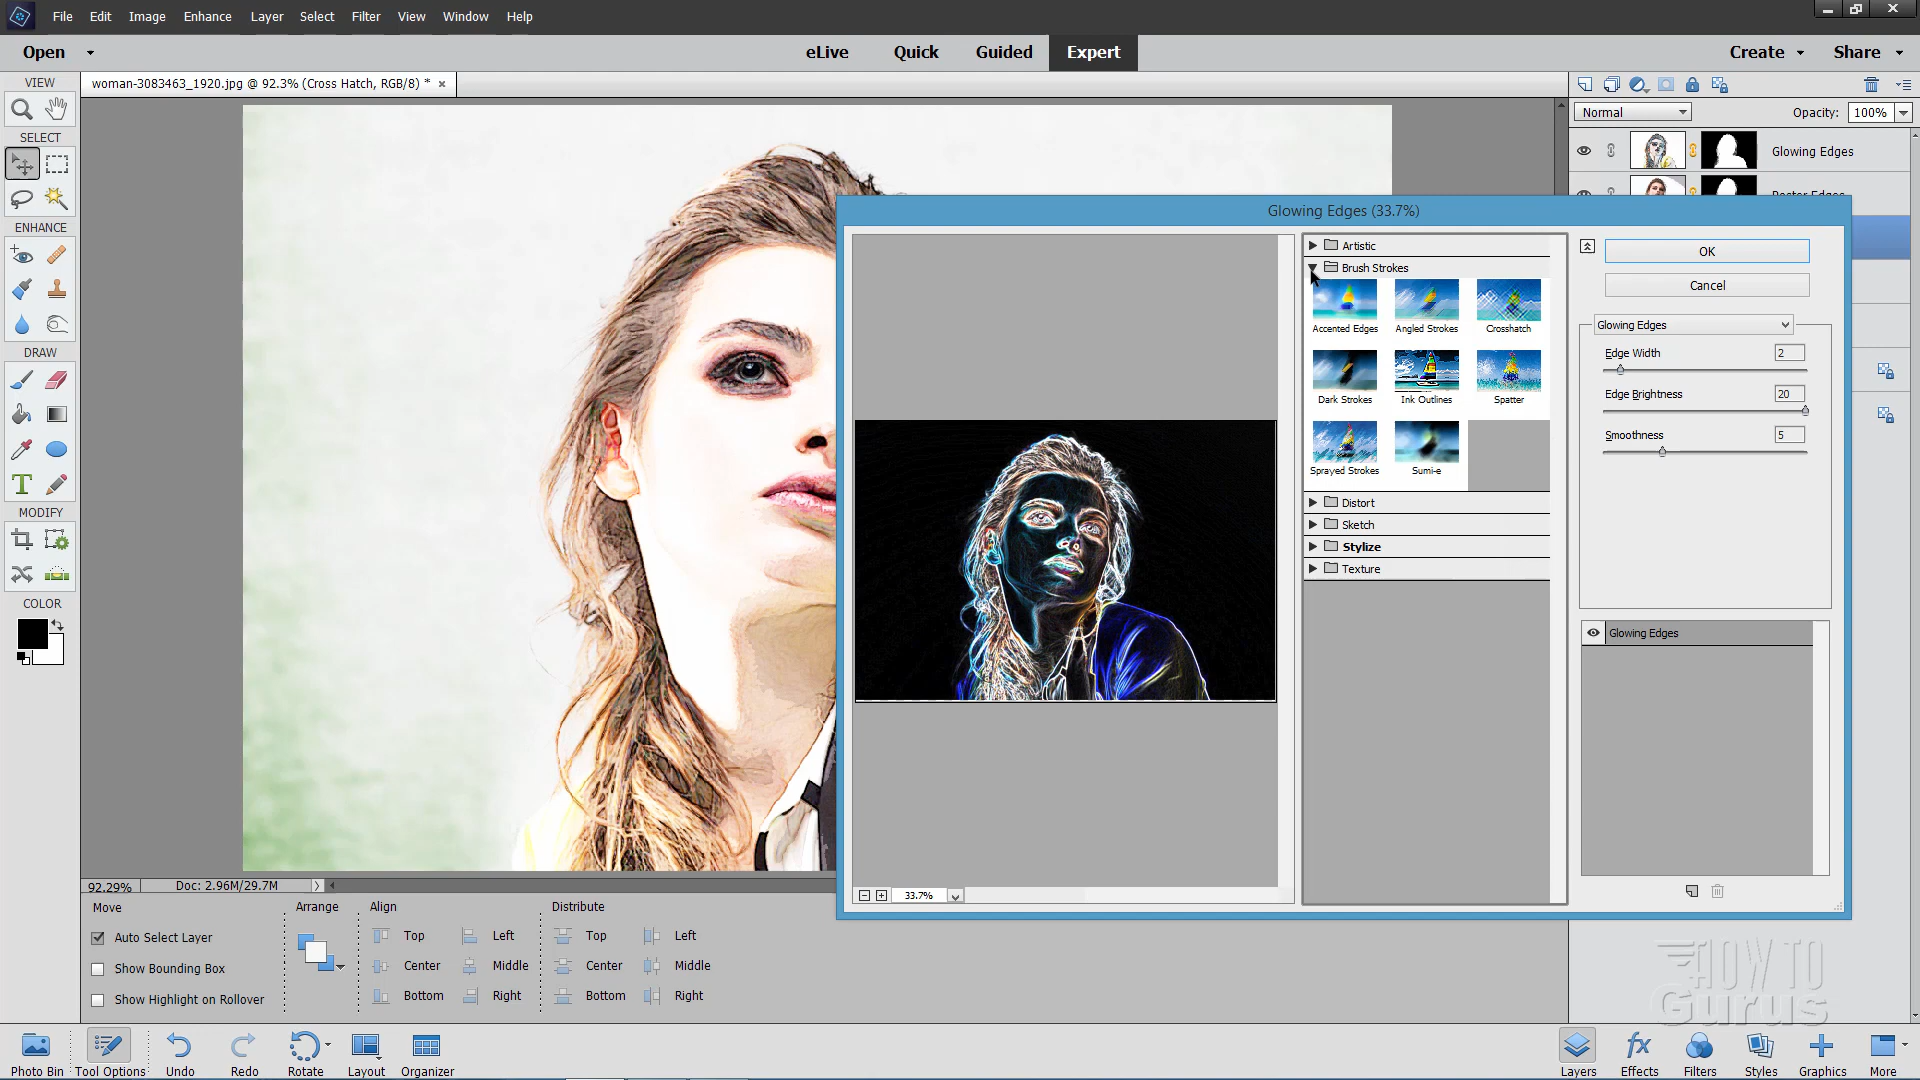 File Edit Image Enhance Layer Select Filter View Window Help
Open
eLive Quick Guided Expert
Create Share
VIEW
woman-3083463_1920.jpg @ 92.3% (Cross Hatch, RGB/8) * ×
SELECT
ENHANCE
DRAW
MODIFY
COLOR
Normal
Opacity: 100%
Glowing Edges
Poster Edges
Glowing Edges (33.7%)
Artistic
Brush Strokes
Accented Edges Angled Strokes Crosshatch
Dark Strokes Ink Outlines Spatter
Sprayed Strokes Sumi-e
Distort
Sketch
Stylize
Texture
OK
Cancel
Glowing Edges
Edge Width 2
Edge Brightness 20
Smoothness 5
Glowing Edges
33.7%
92.29% Doc: 2.96M/29.7M
Move
Auto Select Layer
Show Bounding Box
Show Highlight on Rollover
Arrange
Align
Top Left
Center Middle
Bottom Right
Distribute
Top Left
Center Middle
Bottom Right
HOW TO
Gurus
Photo Bin Tool Options Undo Redo Rotate Layout Organizer
fx
Layers Effects Filters Styles Graphics More